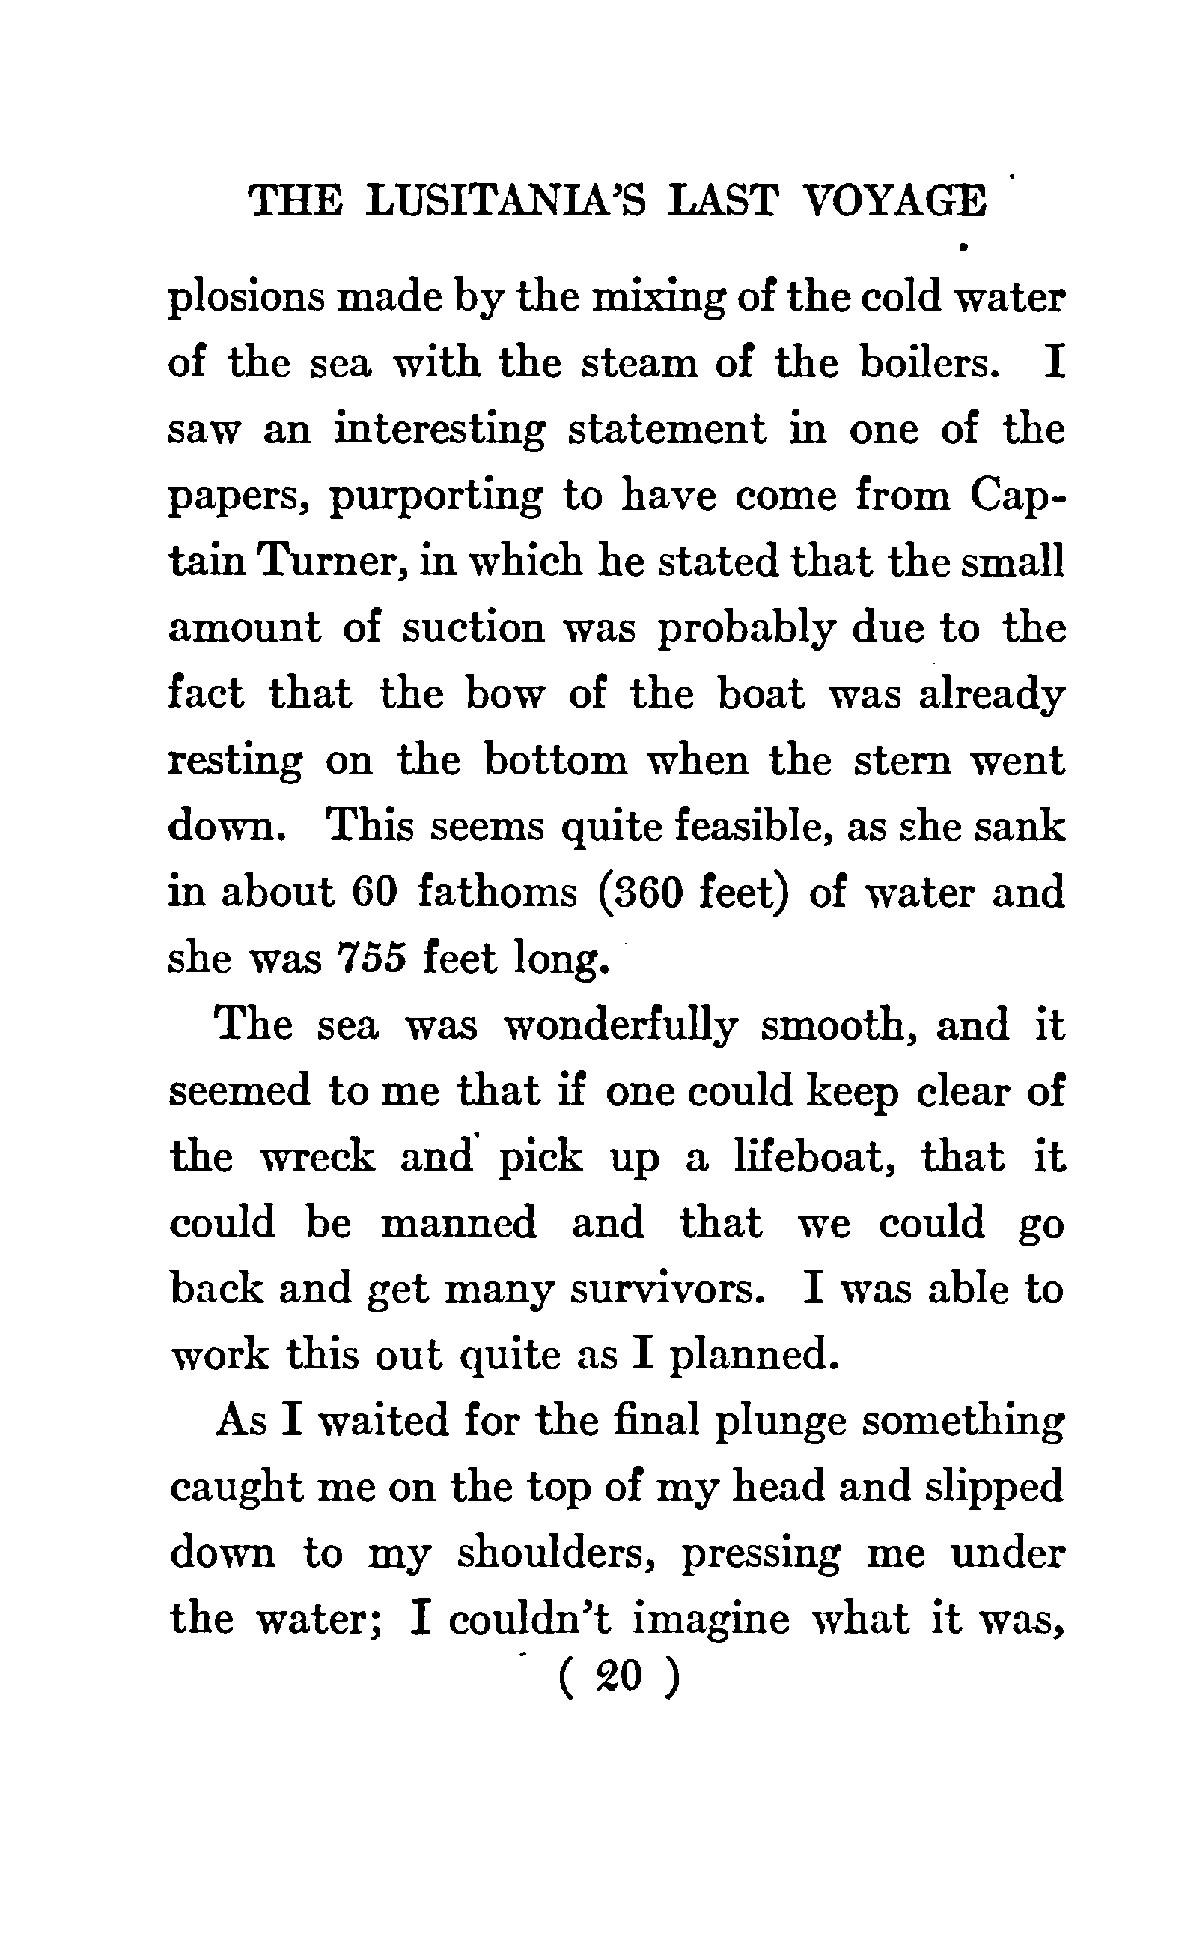 THE LUSITANIA'S LAST VOYAGE
plosions made by the mixing of the cold water
of the sea with the steam of the boilers. I
saw an interesting statement in one of the
papers, purporting to have come from Cap-
tain Turner, in which he stated that the small
amount of suction was probably due to the
fact that the bow of the boat was already
resting on the bottom when the stern went
down. This seems quite feasible, as she sank
in about 60 fathoms (360 feet) of water and
she was 755 feet long.
The sea was wonderfully smooth, and it
seemed to me that if one could keep clear of
the wreck and pick up a lifeboat, that it
could be manned and that we could go
back and get many survivors. I was able to
work this out quite as I planned.
As I waited for the final plunge something
caught me on the top of my head and slipped
down to my shoulders, pressing me under
the water; I couldn't imagine what it was,
( 20 )